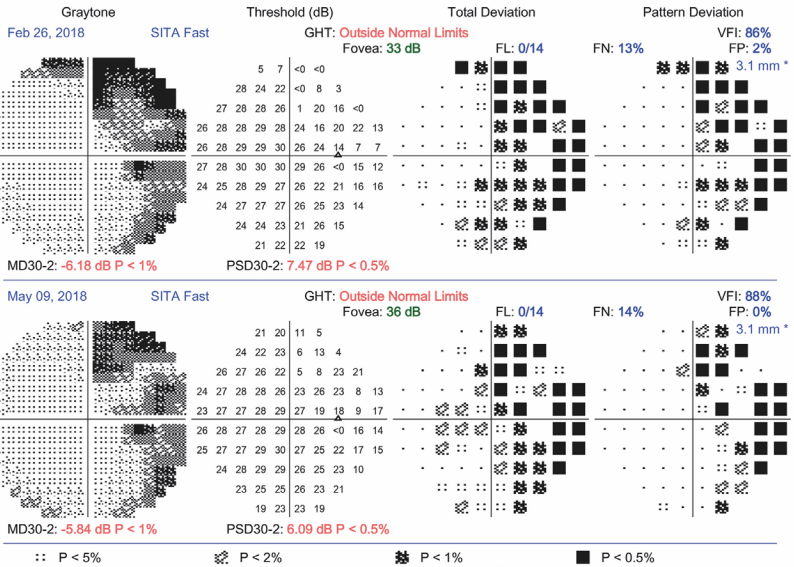 Graytone Threshold (dB) Total Deviation Pattern Deviation
Feb 26, 2018 SITA Fast GHT: Outside Normal Limits VFI: 86%
Fovea: 33 dB FL: 0/14 FN: 13% FP: 2%
3.1 mm *
5 7 <0 <0
28 24 22 <0 8 3
27 28 28 26 1 20 16 <0
26 28 28 29 28 24 16 20 22 13
26 28 29 29 30 26 24 14 7 7
27 28 30 30 30 29 26 <0 15 12
24 25 28 29 27 26 22 21 16 16
24 27 27 27 26 25 23 14
24 24 23 21 26 15
21 22 22 19
MD30-2: -6.18 dB P < 1% PSD30-2: 7.47 dB P < 0.5%
May 09, 2018 SITA Fast GHT: Outside Normal Limits VFI: 88%
Fovea: 36 dB FL: 0/14 FN: 14% FP: 0%
3.1 mm *
21 20 11 5
24 22 23 6 13 4
26 27 26 22 5 8 23 21
24 27 28 28 26 23 26 23 8 13
23 27 27 28 29 27 19 18 9 17
26 28 27 28 29 28 26 <0 16 14
25 27 27 29 30 27 25 22 17 15
24 28 29 29 26 25 23 10
23 25 25 26 23 21
19 23 23 19
MD30-2: -5.84 dB P < 1% PSD30-2: 6.09 dB P < 0.5%
P < 5% P < 2% P < 1% P < 0.5%